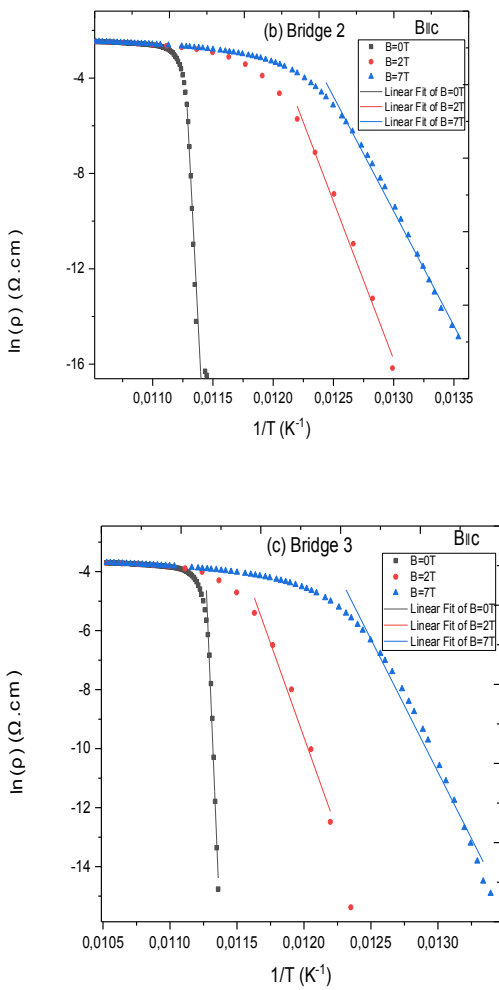 (b) Bridge 2
B||c
B=0T
B=2T
B=7T
Linear Fit of B=0T
Linear Fit of B=2T
Linear Fit of B=7T
-4
-8
-12
-16
ln(ρ) (Ω.cm)
0,0110 0,0115 0,0120 0,0125 0,0130 0,0135
1/T (K-1)
(c) Bridge 3
B||c
B=0T
B=2T
B=7T
Linear Fit of B=0T
Linear Fit of B=2T
Linear Fit of B=7T
-4
-6
-8
-10
-12
-14
ln(ρ) (Ω.cm)
0,0105 0,0110 0,0115 0,0120 0,0125 0,0130
1/T (K-1)